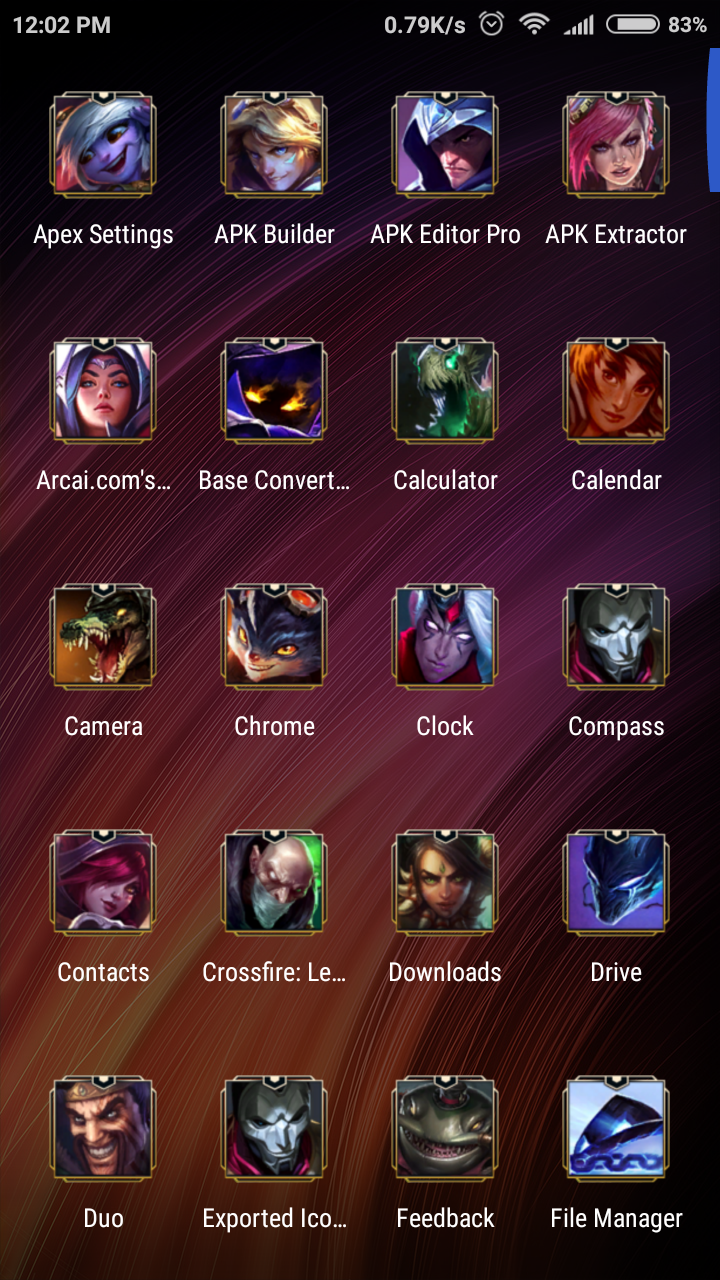 12:02 PM 0.79K/s 83%
Apex Settings APK Builder APK Editor Pro APK Extractor
Arcai.com's... Base Convert... Calculator Calendar
Camera Chrome Clock Compass
Contacts Crossfire: Le... Downloads Drive
Duo Exported Ico... Feedback File Manager